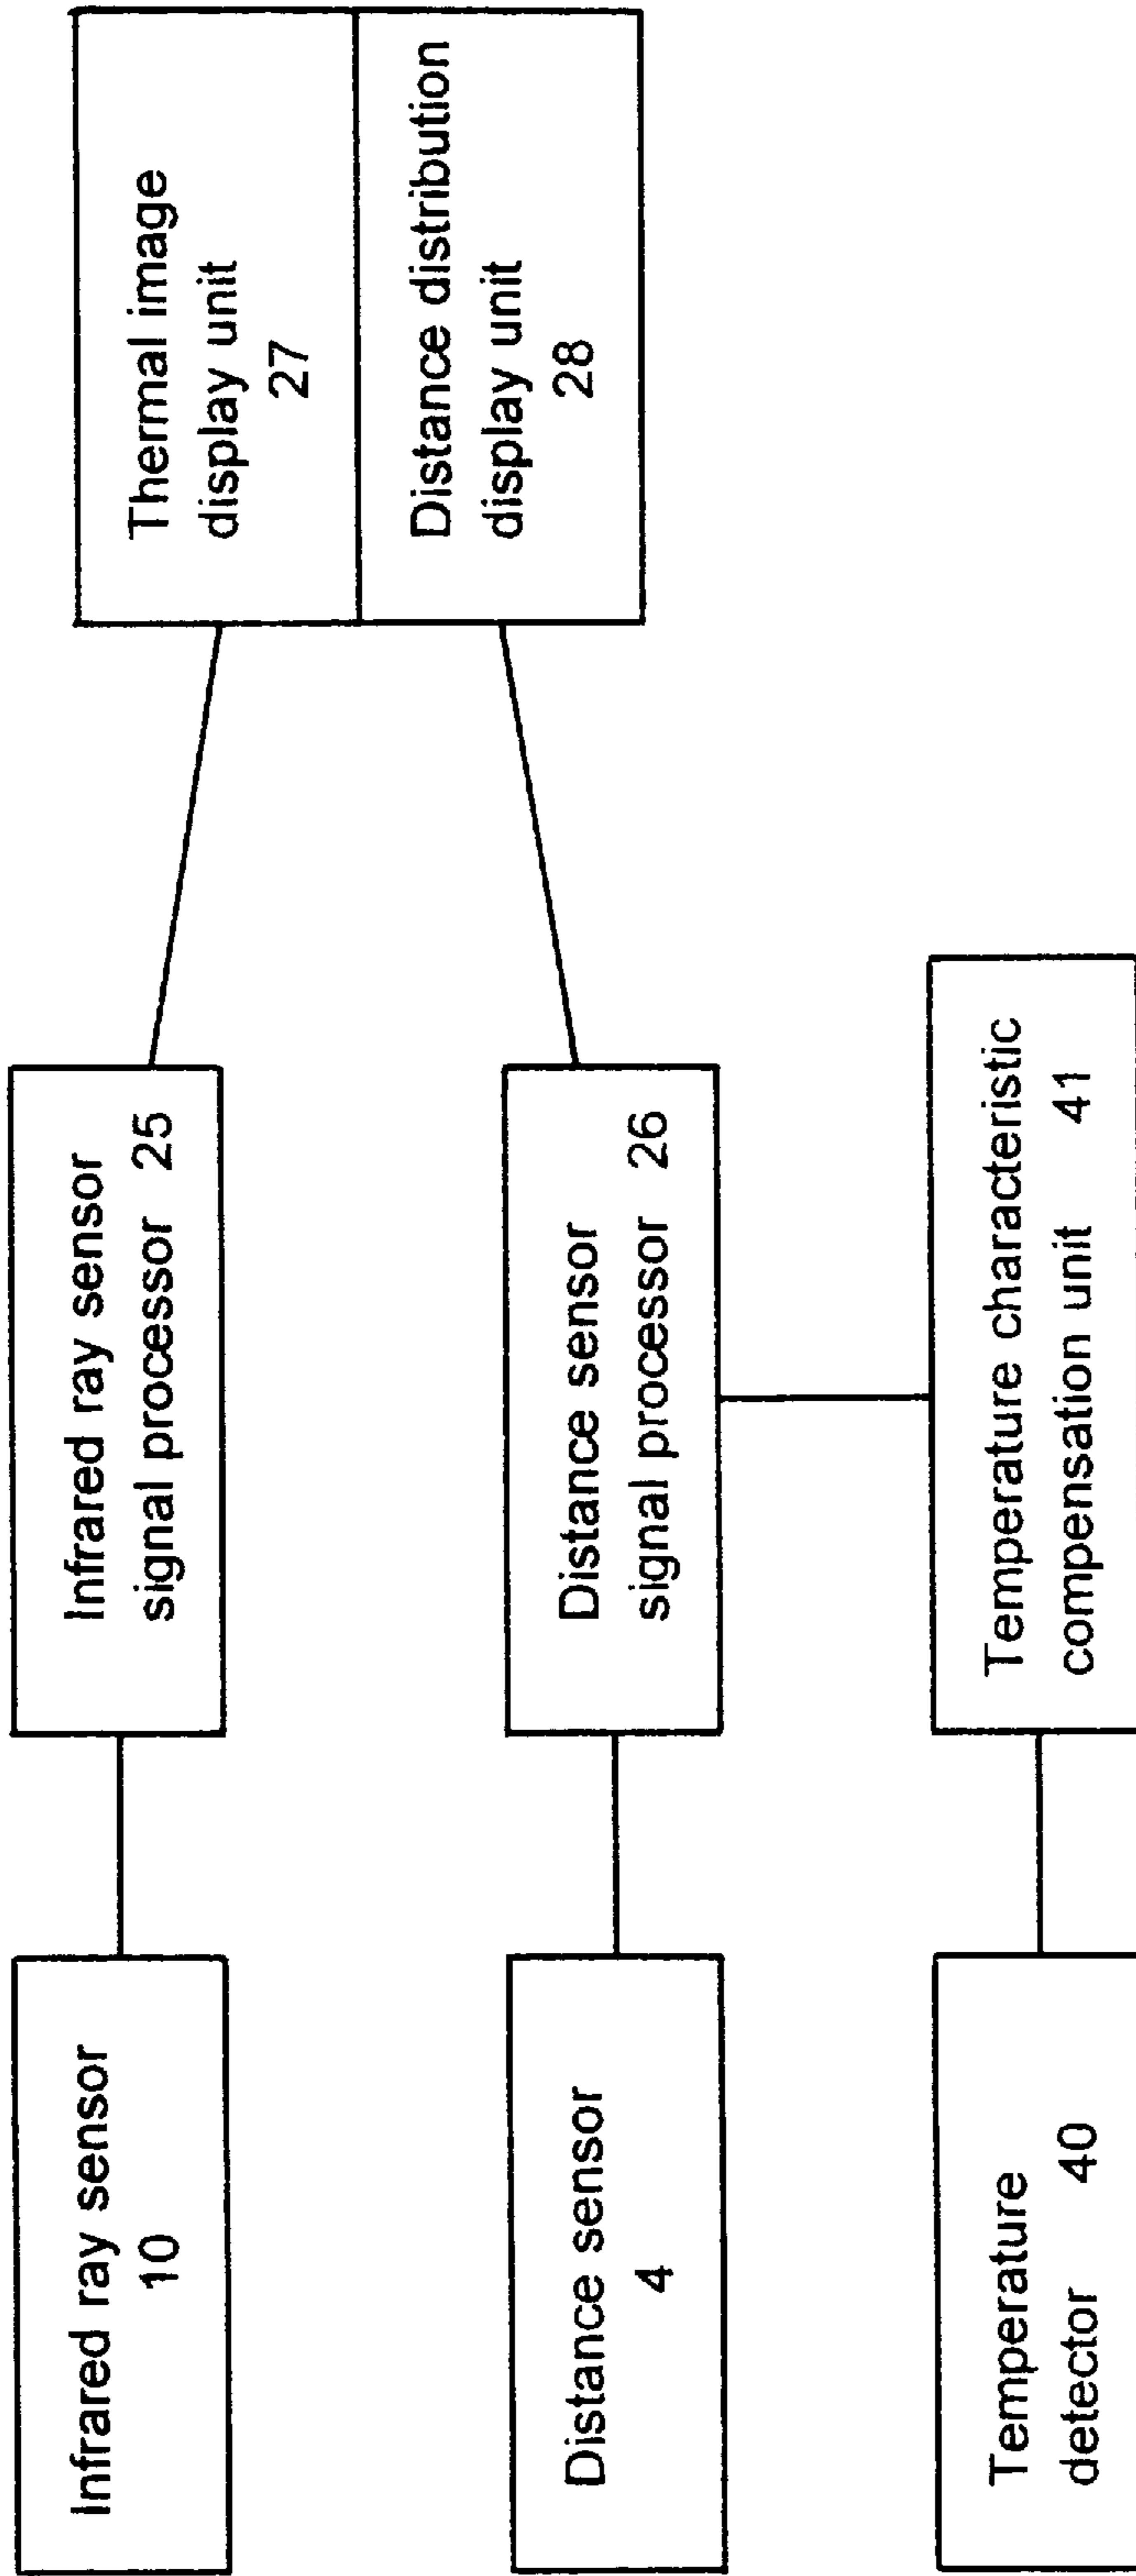 Infrared ray sensor
10
Infrared ray sensor
signal processor 25
Thermal image
display unit
27
Distance sensor
4
Distance sensor
signal processor 26
Distance distribution
display unit
28
Temperature
detector 40
Temperature characteristic
compensation unit 41